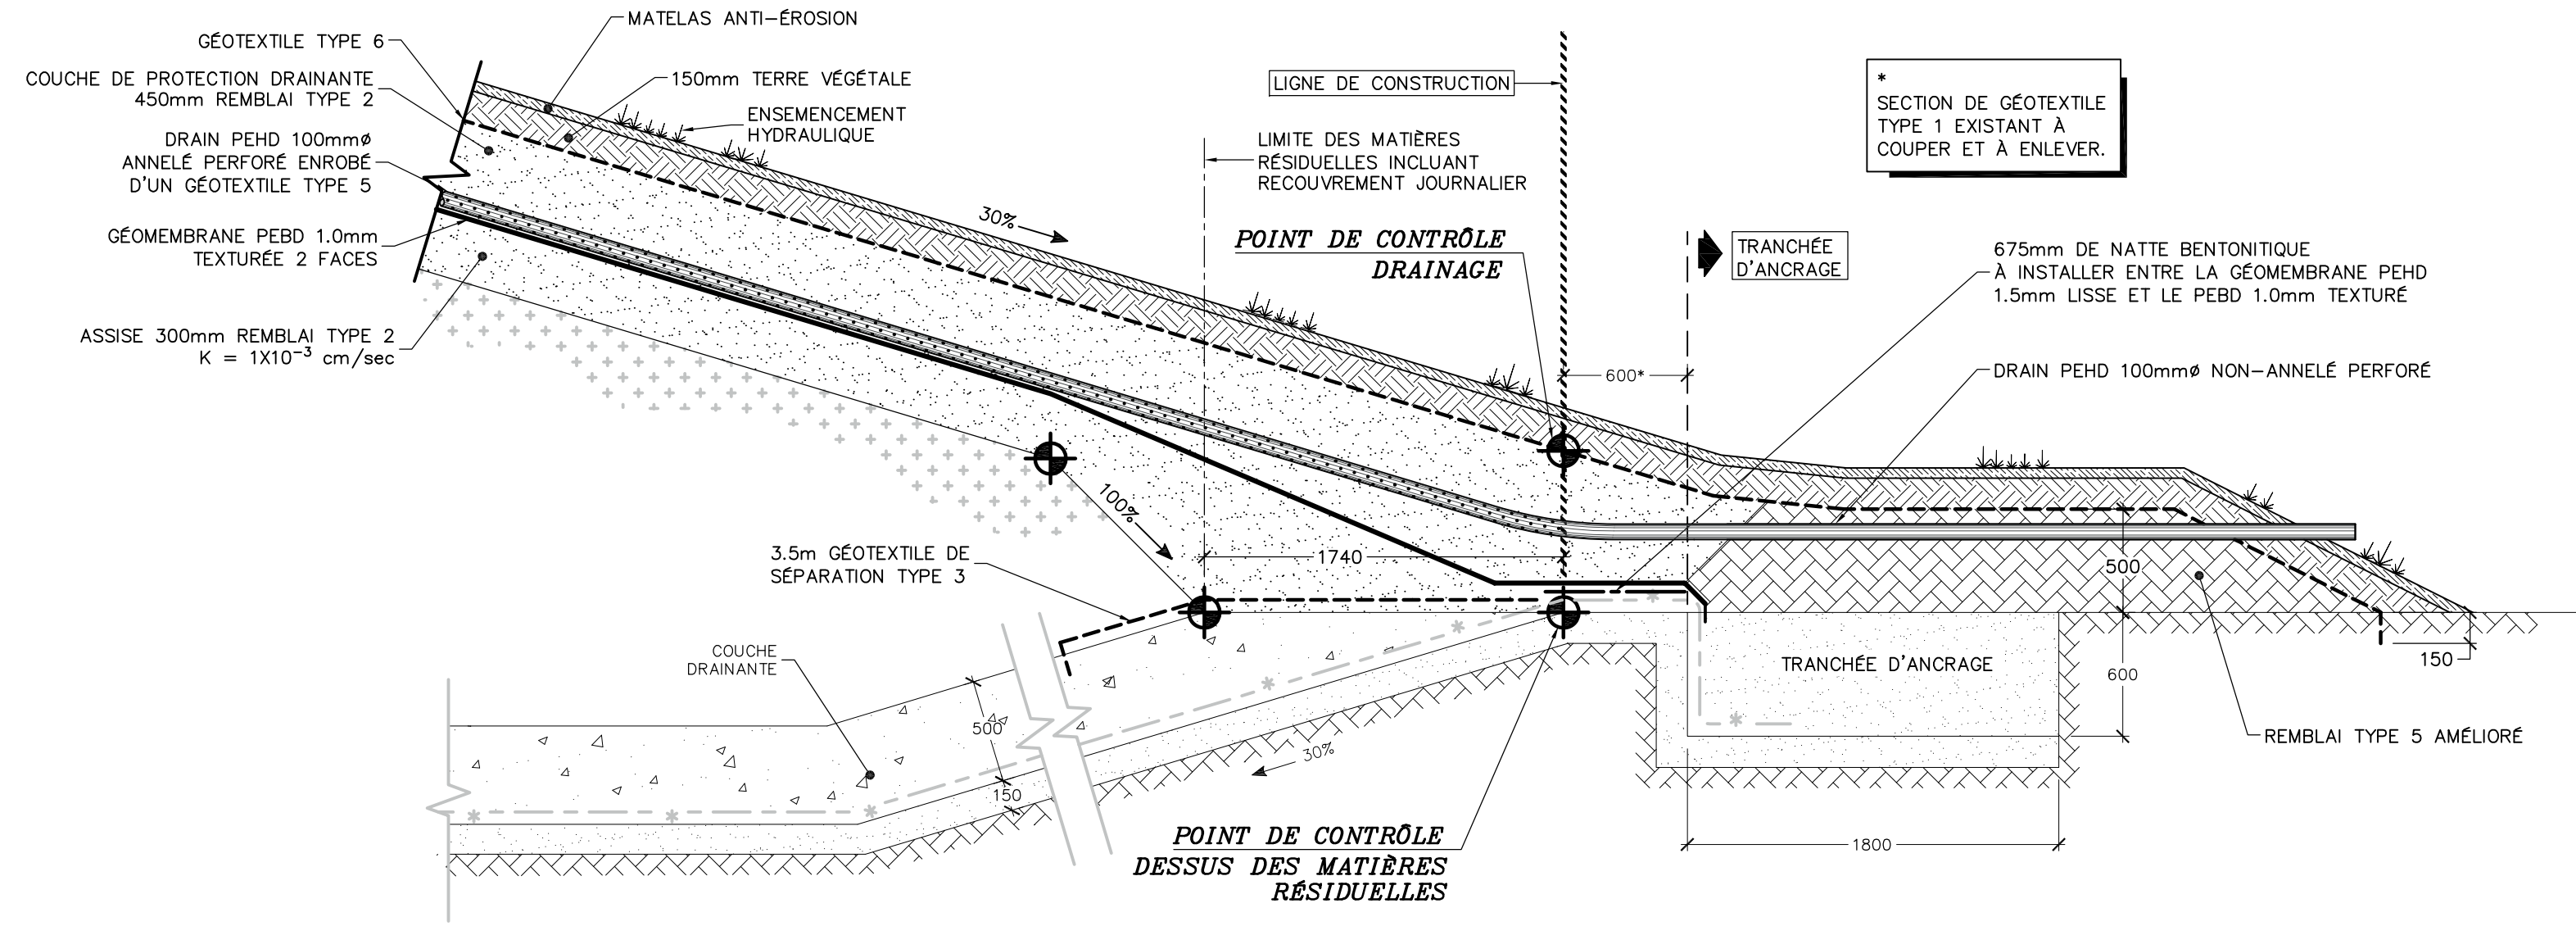 MATELAS ANTI-ÉROSION
GÉOTEXTILE TYPE 6
COUCHE DE PROTECTION DRAINANTE
450mm REMBLAI TYPE 2
150mm TERRE VÉGÉTALE
ENSEMENCEMENT
HYDRAULIQUE
DRAIN PEHD 100mmø
ANNELÉ PERFORÉ ENROBÉ
D'UN GÉOTEXTILE TYPE 5
GÉOMEMBRANE PEBD 1.0mm
TEXTURÉE 2 FACES
ASSISE 300mm REMBLAI TYPE 2
K = 1X10⁻³ cm/sec
30%
LIGNE DE CONSTRUCTION
LIMITE DES MATIÈRES
RÉSIDUELLES INCLUANT
RECOUVREMENT JOURNALIER
POINT DE CONTRÔLE
DRAINAGE
*
SECTION DE GÉOTEXTILE
TYPE 1 EXISTANT À
COUPER ET À ENLEVER.
TRANCHÉE
D'ANCRAGE
675mm DE NATTE BENTONITIQUE
À INSTALLER ENTRE LA GÉOMEMBRANE PEHD
1.5mm LISSE ET LE PEBD 1.0mm TEXTURÉ
600*
DRAIN PEHD 100mmø NON-ANNELÉ PERFORÉ
100%
1740
3.5m GÉOTEXTILE DE
SÉPARATION TYPE 3
500
COUCHE
DRAINANTE
TRANCHÉE D'ANCRAGE
600
150
500
150
30%
REMBLAI TYPE 5 AMÉLIORÉ
POINT DE CONTRÔLE
DESSUS DES MATIÈRES
RÉSIDUELLES
1800